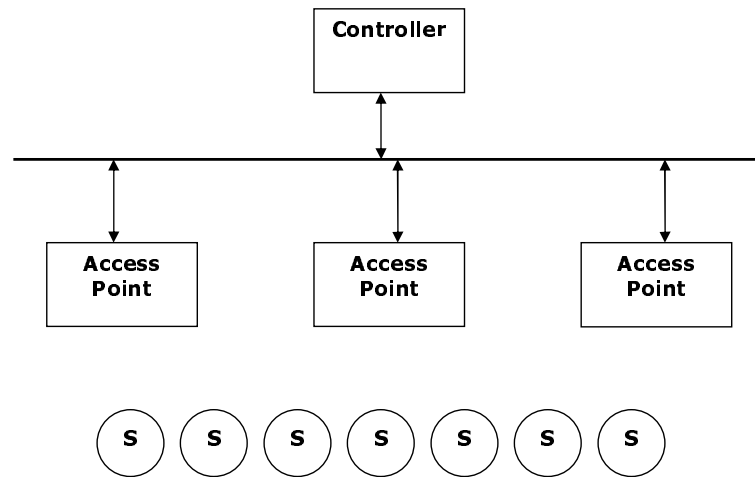 Controller
Access Access Access
Point Point Point
S S S S S S S